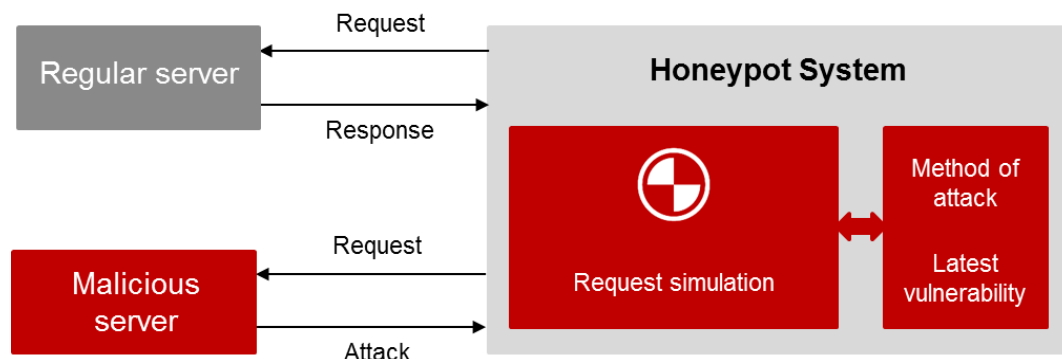 Request
Regular server
Response
Honeypot System
Request simulation
Method of
attack
Latest
vulnerability
Request
Malicious
server
Attack